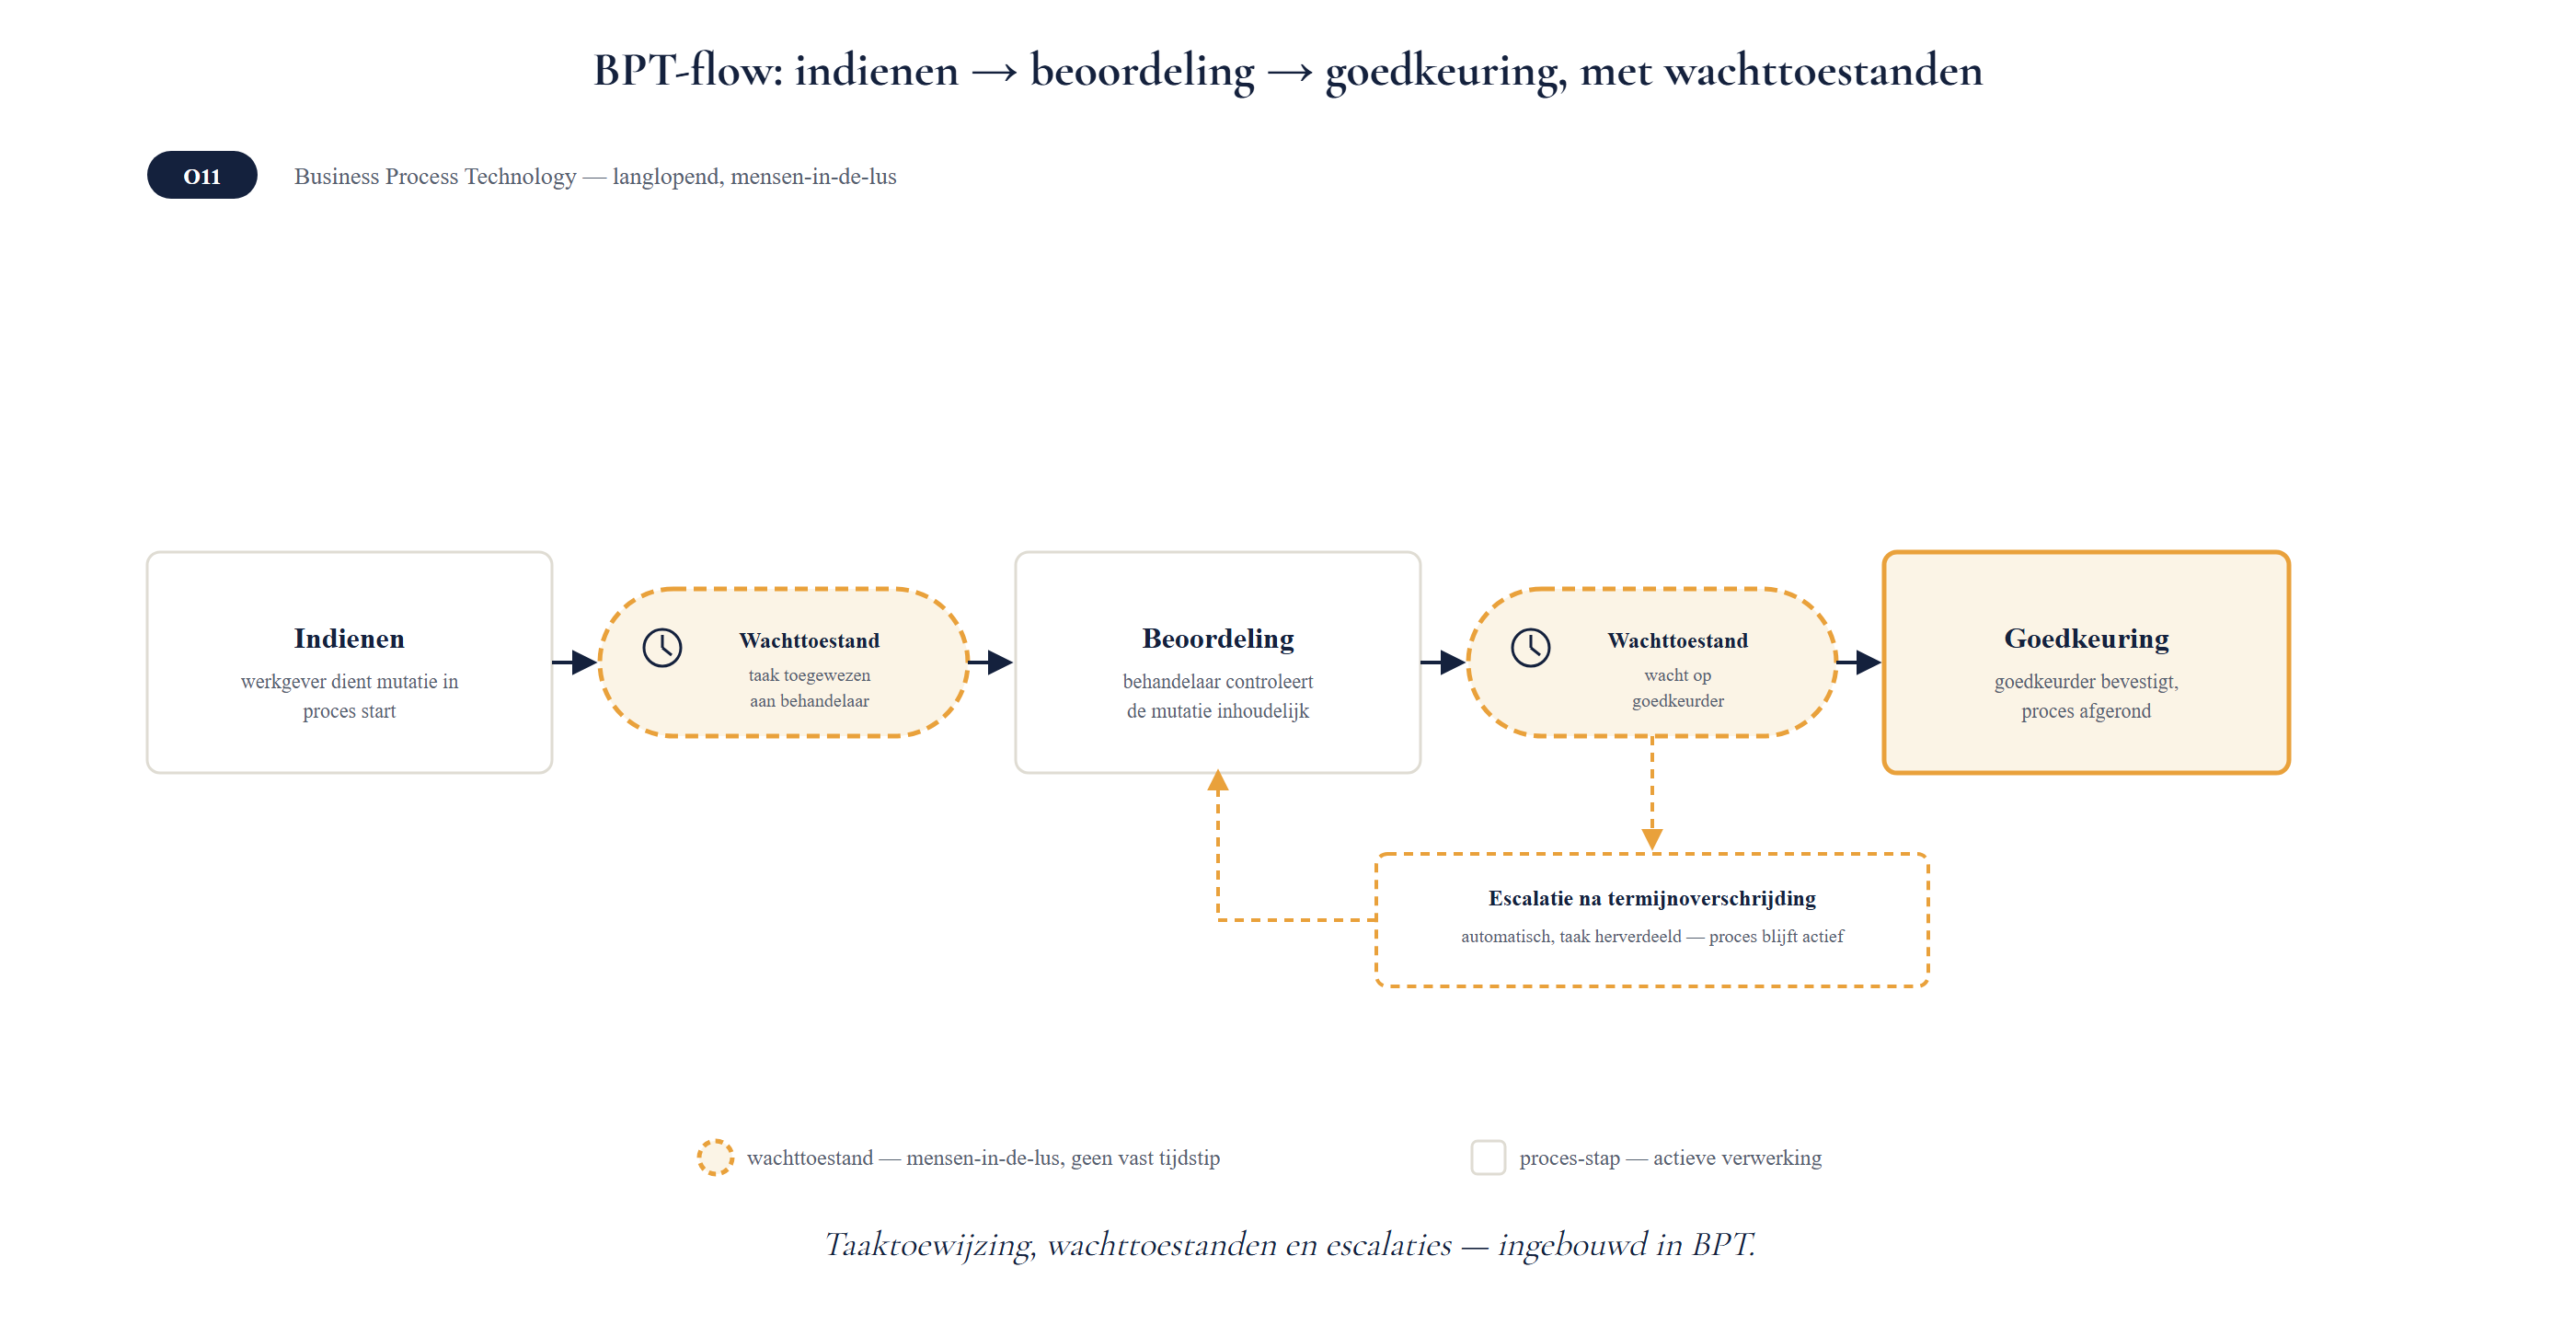 BPT-flow: indienen → beoordeling → goedkeuring, met wachttoestanden
O11
Business Process Technology — langlopend, mensen-in-de-lus
Indienen
werkgever dient mutatie in
proces start
Wachttoestand
taak toegewezen
aan behandelaar
Beoordeling
behandelaar controleert
de mutatie inhoudelijk
Wachttoestand
wacht op
goedkeurder
Goedkeuring
goedkeurder bevestigt,
proces afgerond
Escalatie na termijnoverschrijding
automatisch, taak herverdeeld — proces blijft actief
wachttoestand — mensen-in-de-lus, geen vast tijdstip
proces-stap — actieve verwerking
Taaktoewijzing, wachttoestanden en escalaties — ingebouwd in BPT.